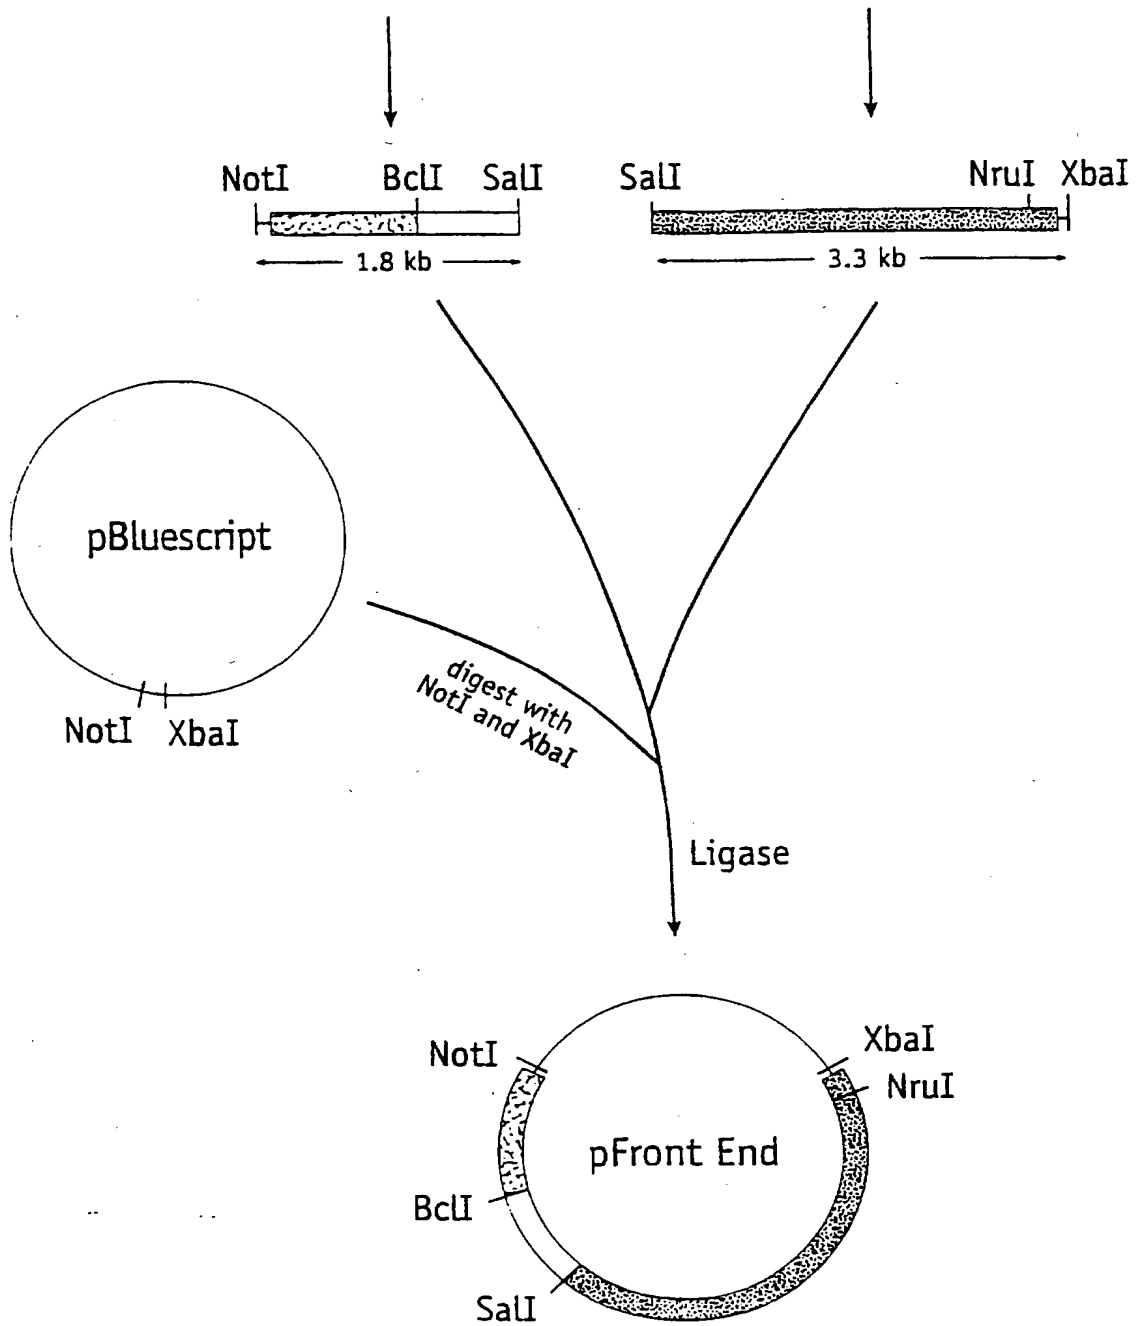 NotI BclI SalI
SalI NruI XbaI
1.8 kb
3.3 kb
pBluescript
NotI XbaI
digest with
NotI and XbaI
Ligase
NotI
XbaI
NruI
pFront End
BclI
SalI